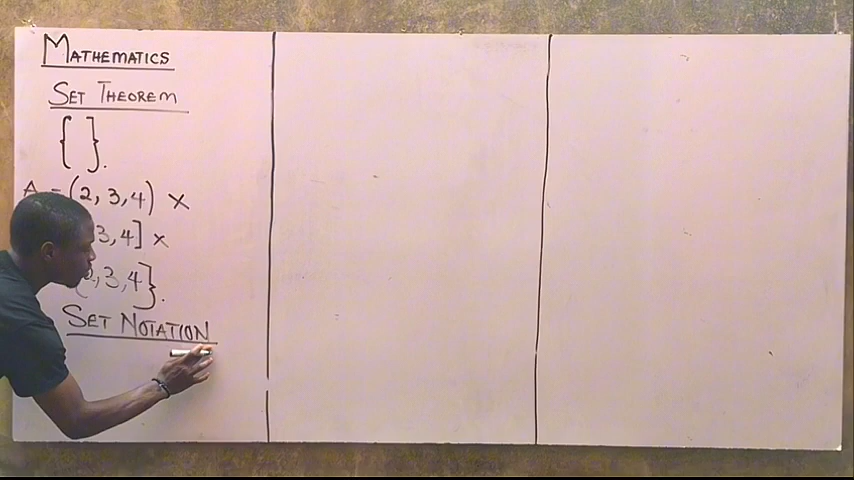 MATHEMATICS
SET THEOREM
{ }.
A = (2, 3, 4) ×
3, 4] ×
2, 3, 4}.
SET NOTATION